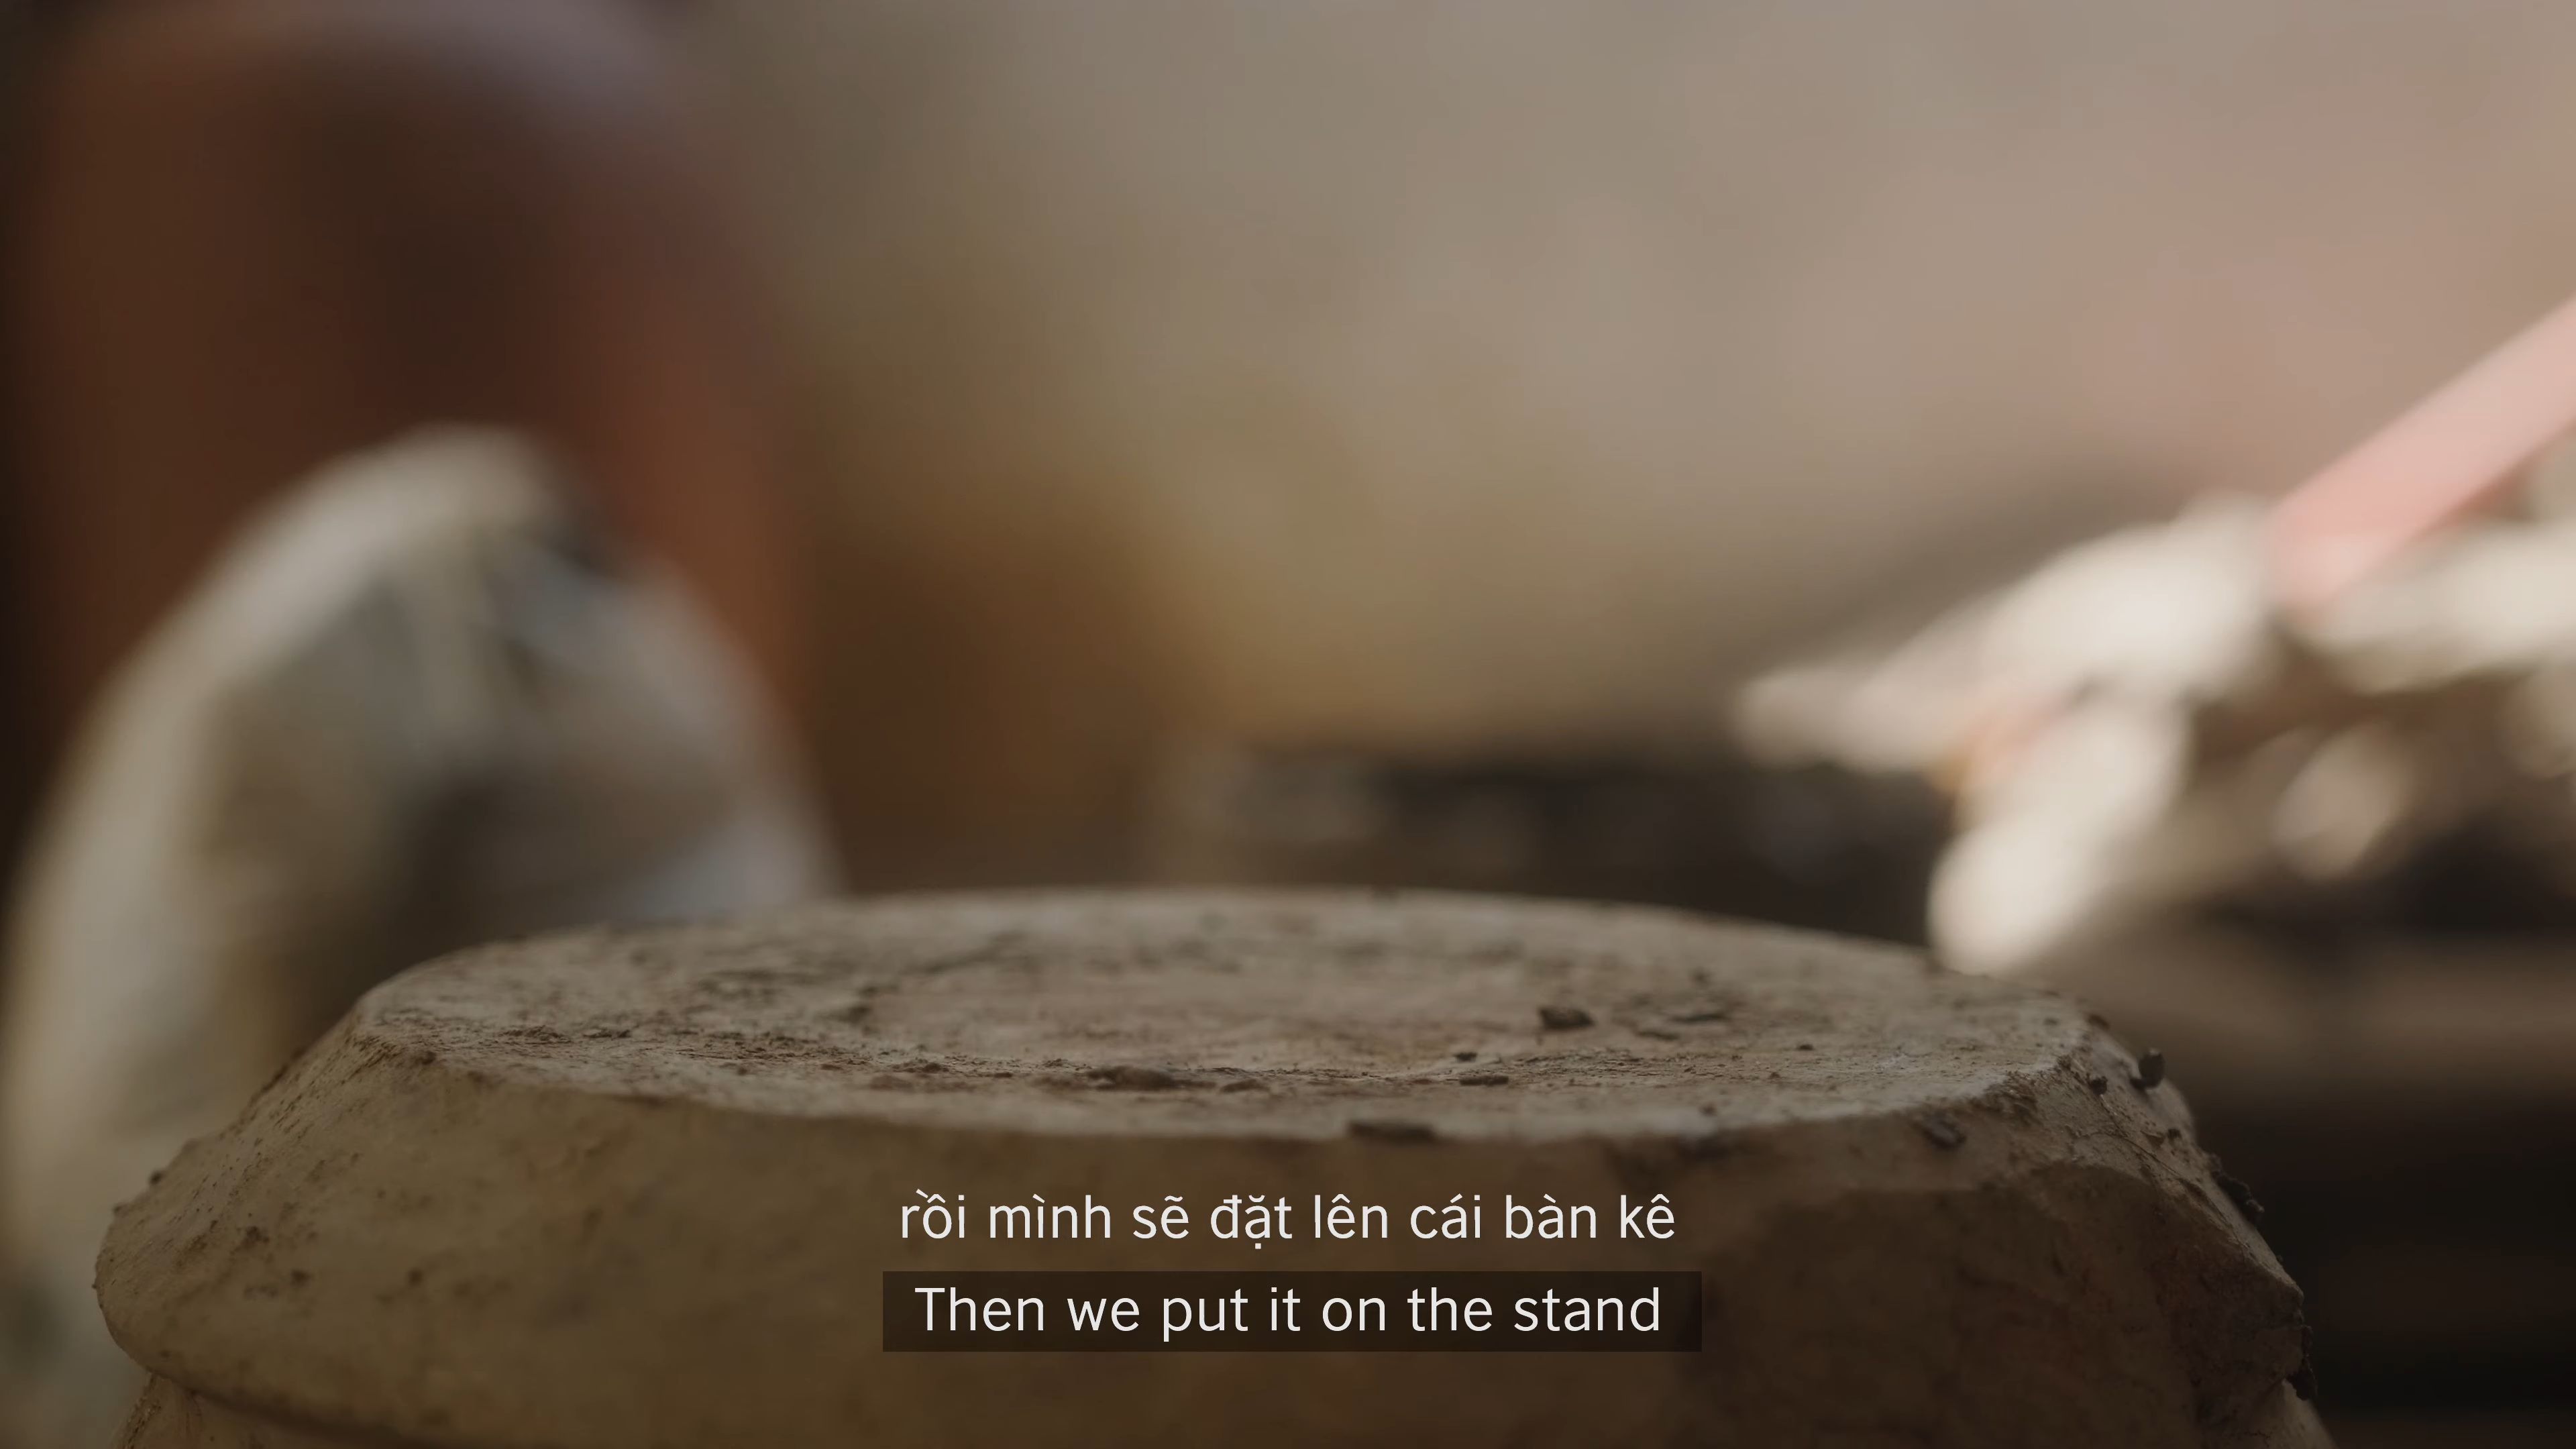 rồi mình sẽ đặt lên cái bàn kê
Then we put it on the stand